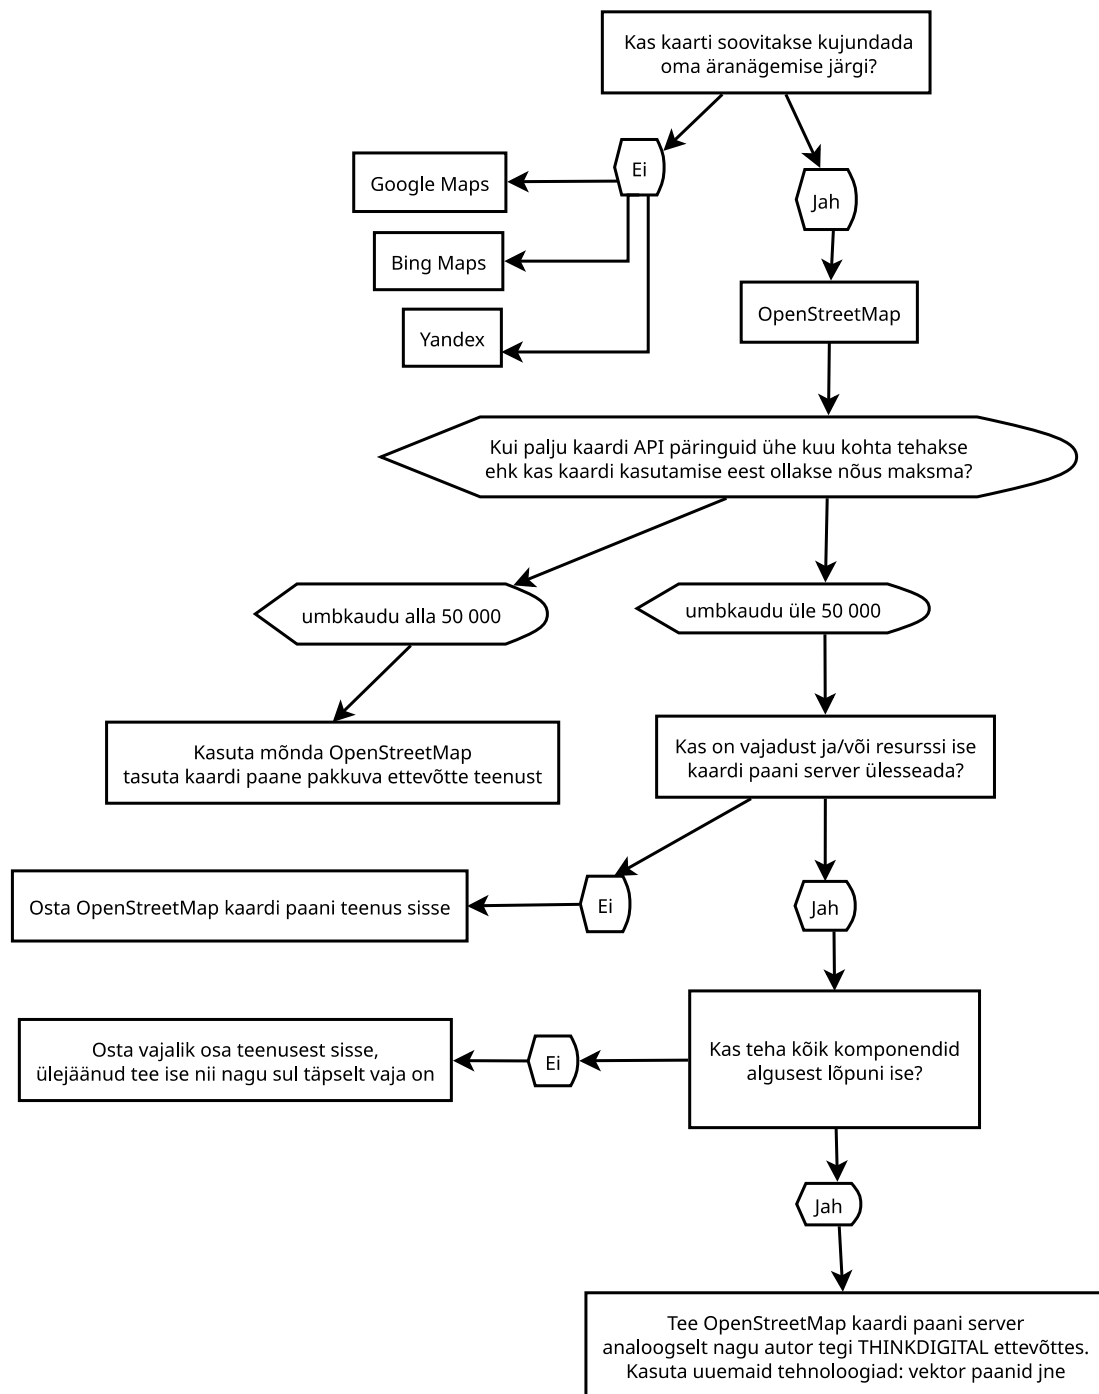 Kas kaarti soovitakse kujundada
oma äranägemise järgi?
Ei
Jah
Google Maps
Bing Maps
Yandex
OpenStreetMap
Kui palju kaardi API päringuid ühe kuu kohta tehakse
ehk kas kaardi kasutamise eest ollakse nõus maksma?
umbkaudu alla 50 000
umbkaudu üle 50 000
Kasuta mõnda OpenStreetMap
tasuta kaardi paane pakkuva ettevõtte teenust
Kas on vajadust ja/või resurssi ise
kaardi paani server ülesseada?
Osta OpenStreetMap kaardi paani teenus sisse
Ei
Jah
Osta vajalik osa teenusest sisse,
ülejäänud tee ise nii nagu sul täpselt vaja on
Ei
Kas teha kõik komponendid
algusest lõpuni ise?
Jah
Tee OpenStreetMap kaardi paani server
analoogselt nagu autor tegi THINKDIGITAL ettevõttes.
Kasuta uuemaid tehnoloogiad: vektor paanid jne